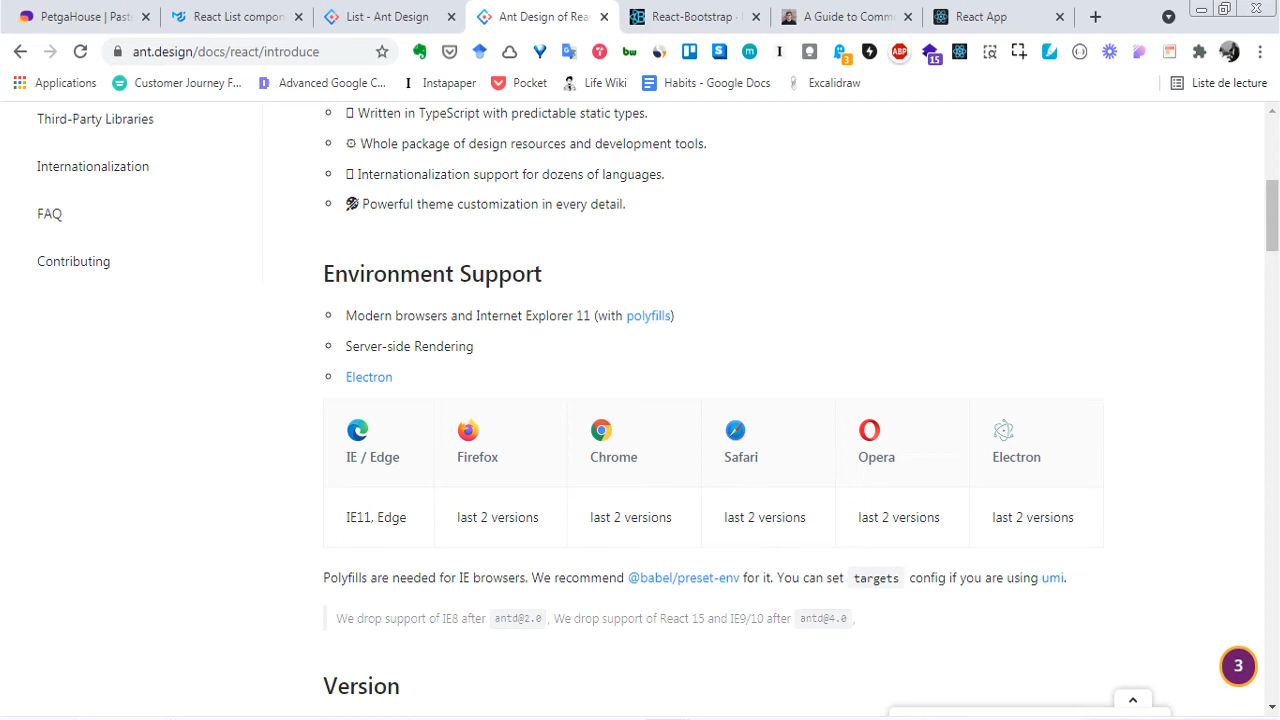 PetgaHouse | Past
React List compon
List - Ant Design
Ant Design of Rea
React-Bootstrap ·
A Guide to Comm
React App
ant.design/docs/react/introduce
bw
S
m
I
3
ABP
15
Applications
Customer Journey F...
Advanced Google C...
Instapaper
Pocket
Life Wiki
Habits - Google Docs
Excalidraw
Liste de lecture
Third-Party Libraries
Internationalization
FAQ
Contributing
Written in TypeScript with predictable static types.
Whole package of design resources and development tools.
Internationalization support for dozens of languages.
Powerful theme customization in every detail.
Environment Support
Modern browsers and Internet Explorer 11 (with polyfills)
Server-side Rendering
Electron
IE / Edge Firefox Chrome Safari Opera Electron
IE11, Edge last 2 versions last 2 versions last 2 versions last 2 versions last 2 versions
Polyfills are needed for IE browsers. We recommend @babel/preset-env for it. You can set targets config if you are using umi.
We drop support of IE8 after antd@2.0, We drop support of React 15 and IE9/10 after antd@4.0.
3
Version